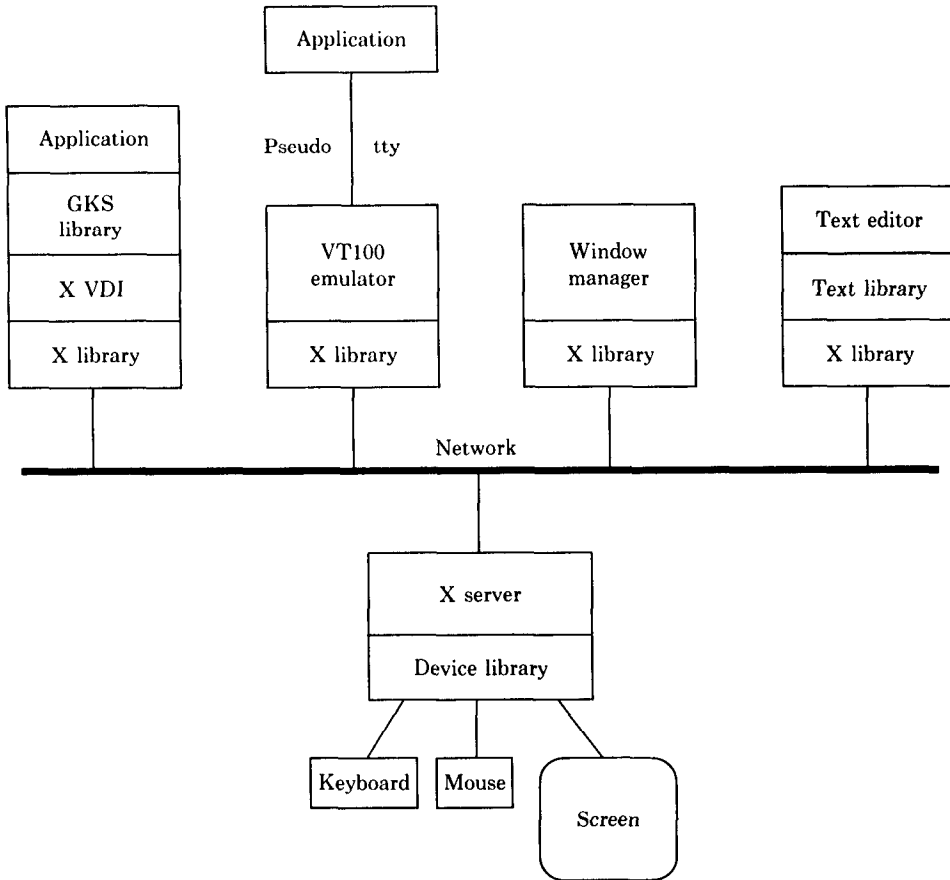 Application
Pseudo tty
Application
GKS
library
X VDI
X library
VT100
emulator
X library
Window
manager
X library
Text editor
Text library
X library
Network
X server
Device library
Keyboard
Mouse
Screen